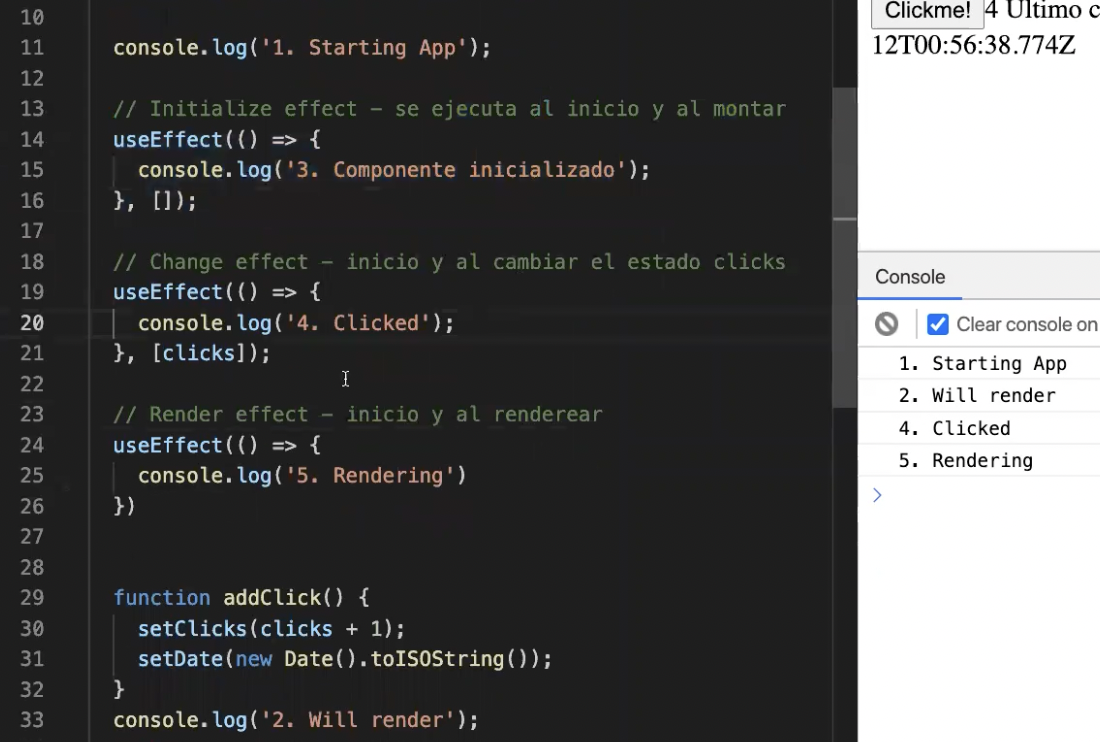 10
11 console.log('1. Starting App');
12
13 // Initialize effect – se ejecuta al inicio y al montar
14 useEffect(() => {
15 console.log('3. Componente inicializado');
16 }, []);
17
18 // Change effect – inicio y al cambiar el estado clicks
19 useEffect(() => {
20 console.log('4. Clicked');
21 }, [clicks]);
22
23 // Render effect – inicio y al renderear
24 useEffect(() => {
25 console.log('5. Rendering')
26 })
27
28
29 function addClick() {
30 setClicks(clicks + 1);
31 setDate(new Date().toISOString());
32 }
33 console.log('2. Will render');
Clickme! 4 Ultimo c
12T00:56:38.774Z
Console
Clear console on
1. Starting App
2. Will render
4. Clicked
5. Rendering
>